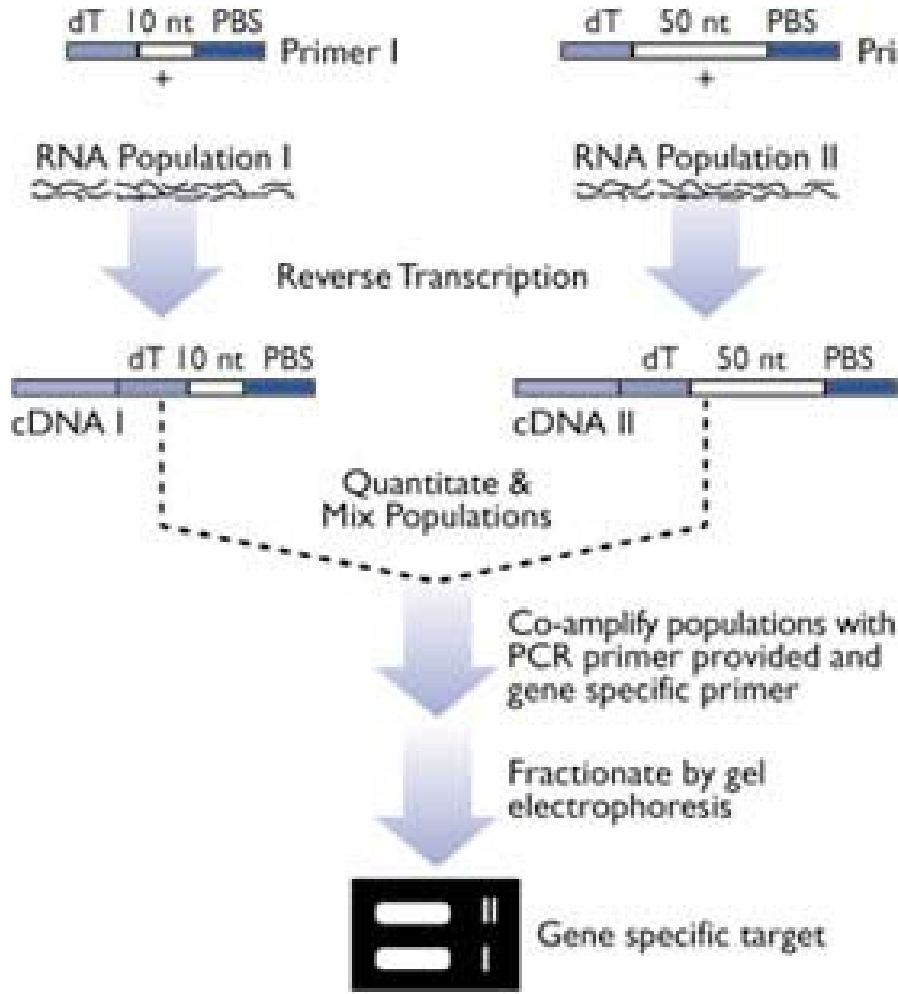 dT 10 nt PBS
Primer I
+
dT 50 nt PBS
Pri
+
RNA Population I
RNA Population II
Reverse Transcription
dT 10 nt PBS
cDNA I
dT 50 nt PBS
cDNA II
Quantitate &
Mix Populations
Co-amplify populations with
PCR primer provided and
gene specific primer
Fractionate by gel
electrophoresis
II
I
Gene specific target